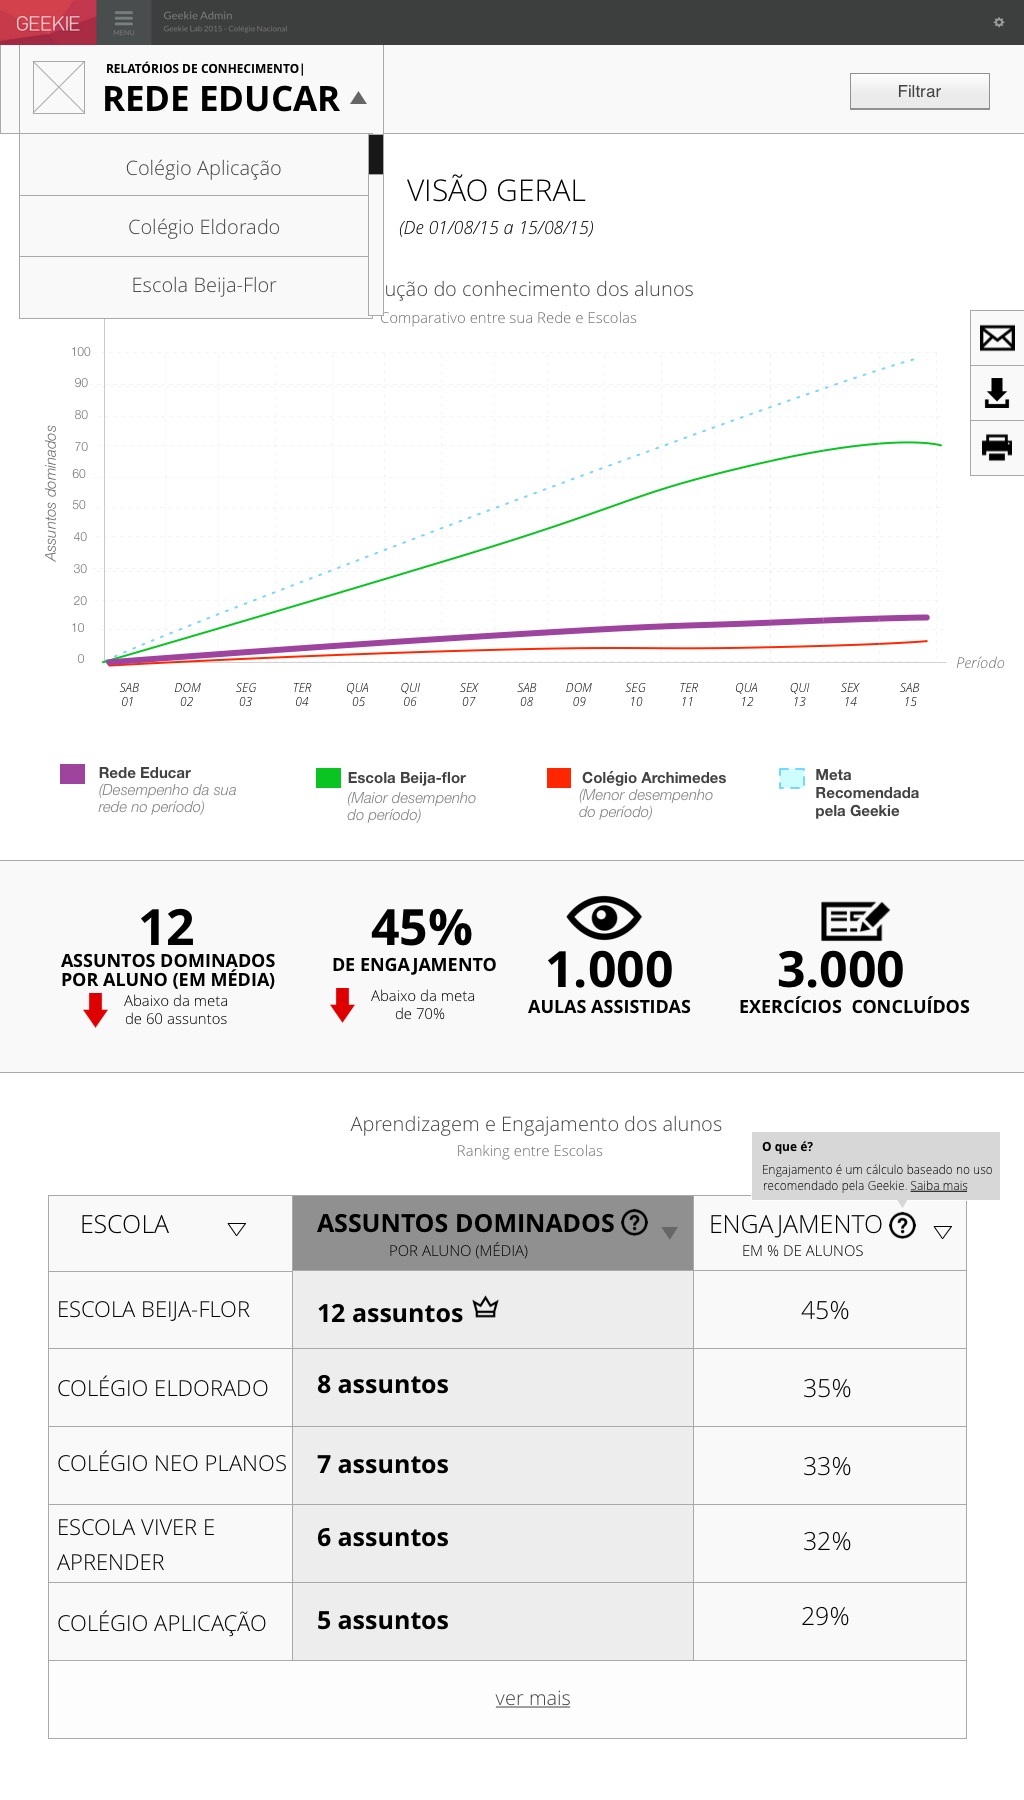 GEEKIE
MENU
Geekie Admin
Geekie Lab 2015 - Colégio Nacional
RELATÓRIOS DE CONHECIMENTO|
REDE EDUCAR
Filtrar
Colégio Aplicação
Colégio Eldorado
Escola Beija-Flor
VISÃO GERAL
(De 01/08/15 a 15/08/15)
ução do conhecimento dos alunos
Comparativo entre sua Rede e Escolas
Assuntos dominados
100
90
80
70
60
50
40
30
20
10
0
Período
SAB DOM SEG TER QUA QUI SEX SAB DOM SEG TER QUA QUI SEX SAB
01 02 03 04 05 06 07 08 09 10 11 12 13 14 15
Rede Educar
(Desempenho da sua
rede no período)
Escola Beija-flor
(Maior desempenho
do período)
Colégio Archimedes
(Menor desempenho
do período)
Meta
Recomendada
pela Geekie
12
ASSUNTOS DOMINADOS
POR ALUNO (EM MÉDIA)
Abaixo da meta
de 60 assuntos
45%
DE ENGAJAMENTO
Abaixo da meta
de 70%
1.000
AULAS ASSISTIDAS
3.000
EXERCÍCIOS CONCLUÍDOS
Aprendizagem e Engajamento dos alunos
Ranking entre Escolas
O que é?
Engajamento é um cálculo baseado no uso
recomendado pela Geekie. Saiba mais
ESCOLA
ASSUNTOS DOMINADOS ?
POR ALUNO (MÉDIA)
ENGAJAMENTO ?
EM % DE ALUNOS
ESCOLA BEIJA-FLOR 12 assuntos 45%
COLÉGIO ELDORADO 8 assuntos 35%
COLÉGIO NEO PLANOS 7 assuntos 33%
ESCOLA VIVER E
APRENDER 6 assuntos 32%
COLÉGIO APLICAÇÃO 5 assuntos 29%
ver mais